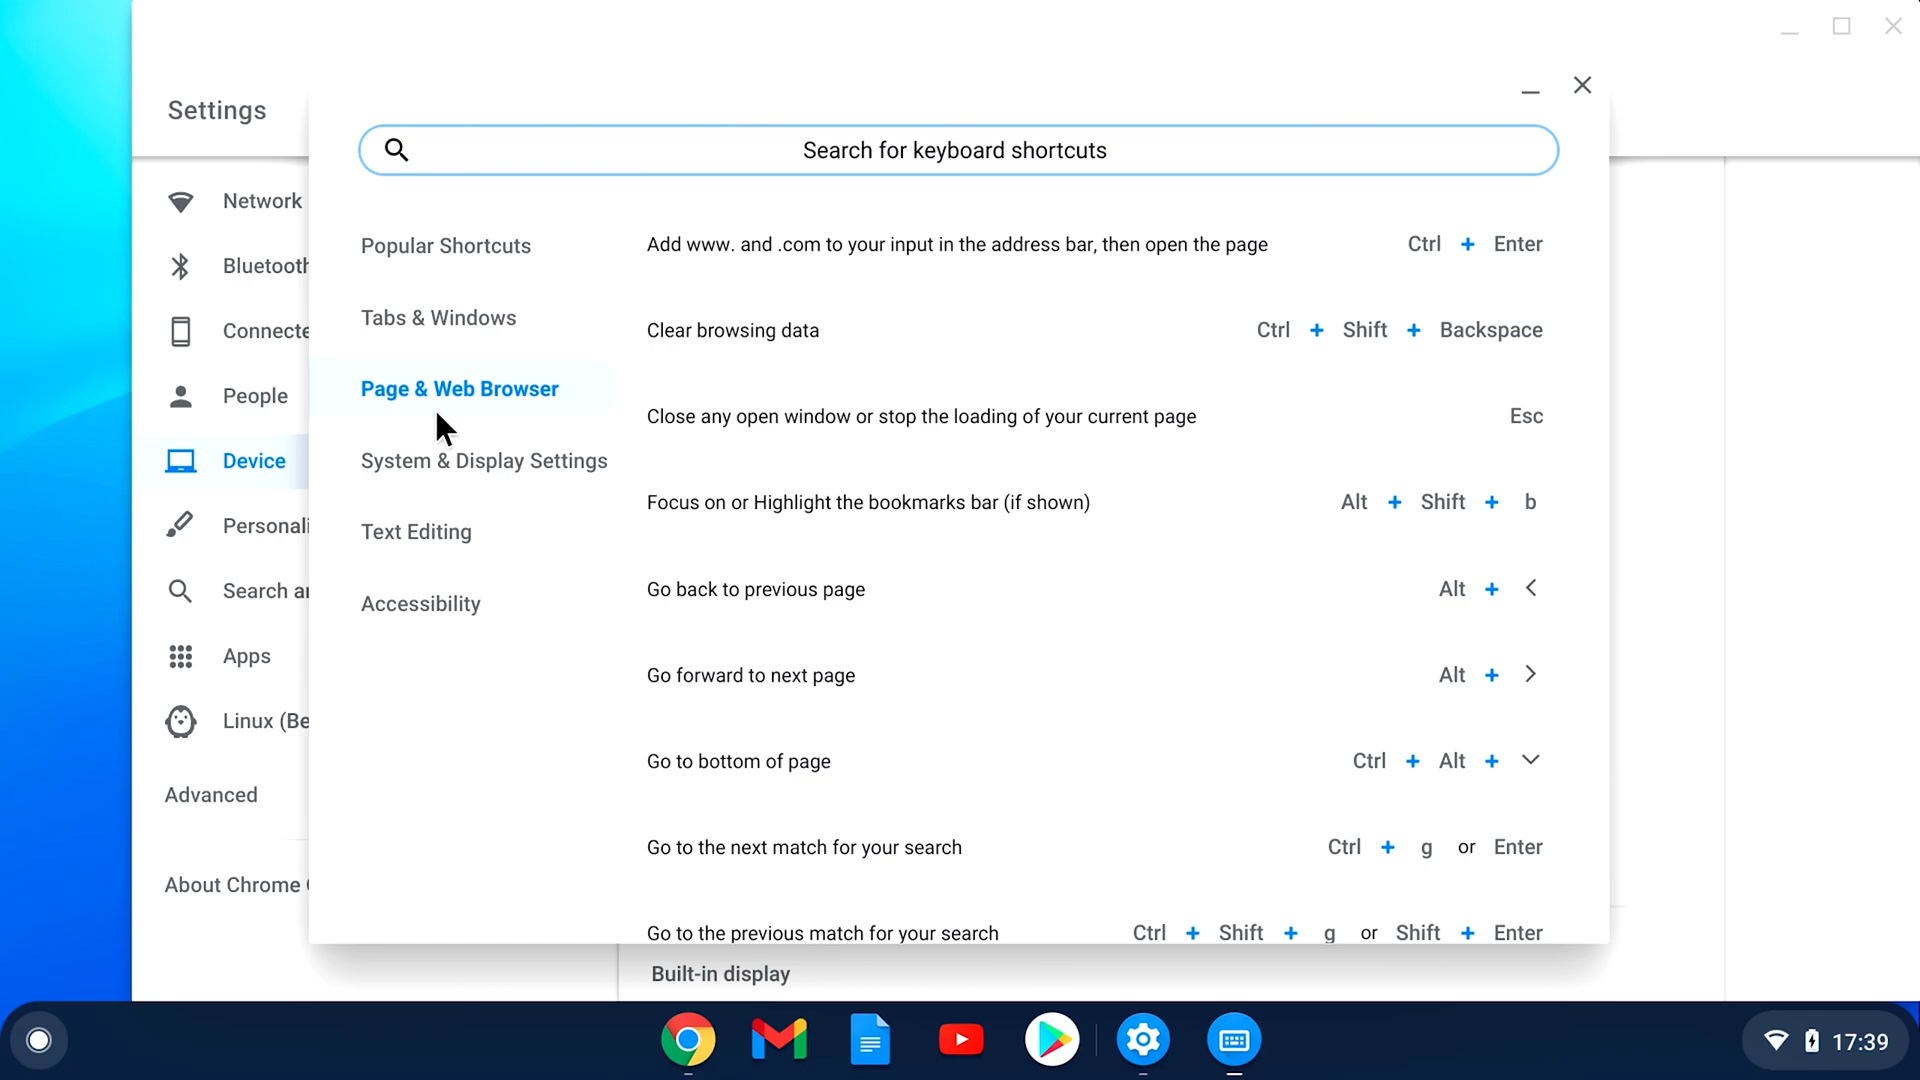 Settings
Search for keyboard shortcuts
Network
Bluetooth
Connecte
People
Device
Personali
Search a
Apps
Linux (Be
Advanced
About Chrome
Popular Shortcuts
Tabs & Windows
Page & Web Browser
System & Display Settings
Text Editing
Accessibility
Add www. and .com to your input in the address bar, then open the page Ctrl + Enter
Clear browsing data Ctrl + Shift + Backspace
Close any open window or stop the loading of your current page Esc
Focus on or Highlight the bookmarks bar (if shown) Alt + Shift + b
Go back to previous page Alt + <
Go forward to next page Alt + >
Go to bottom of page Ctrl + Alt +
Go to the next match for your search Ctrl + g or Enter
Go to the previous match for your search Ctrl + Shift + g or Shift + Enter
Built-in display
17:39